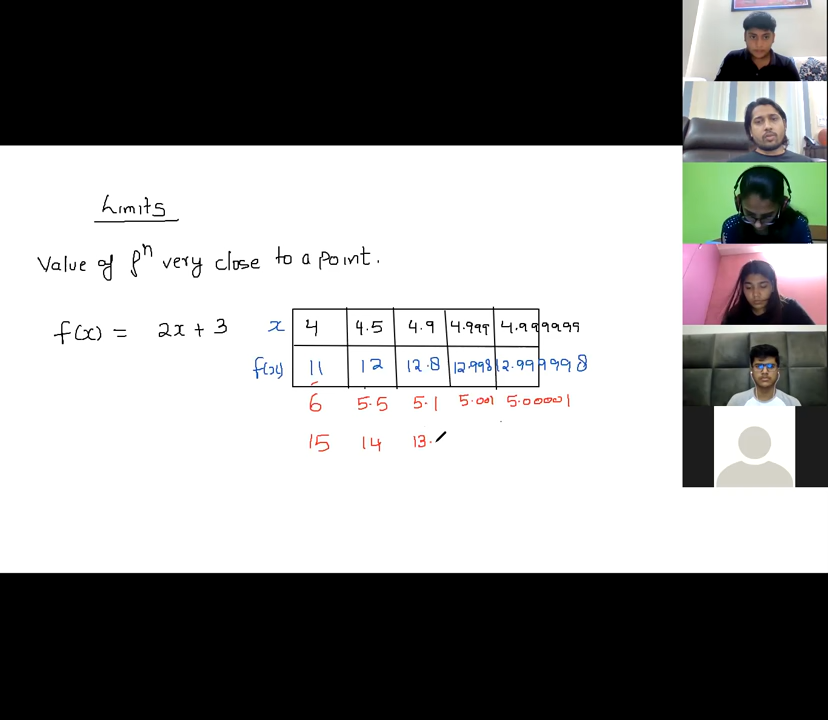 Limits
Value of fⁿ very close to a point.
f(x) = 2x + 3
x 4 4.5 4.9 4.999 4.9999999
f(x) 11 12 12.8 12.998 12.9999998
6 5.5 5.1 5.001 5.00001
15 14 13.